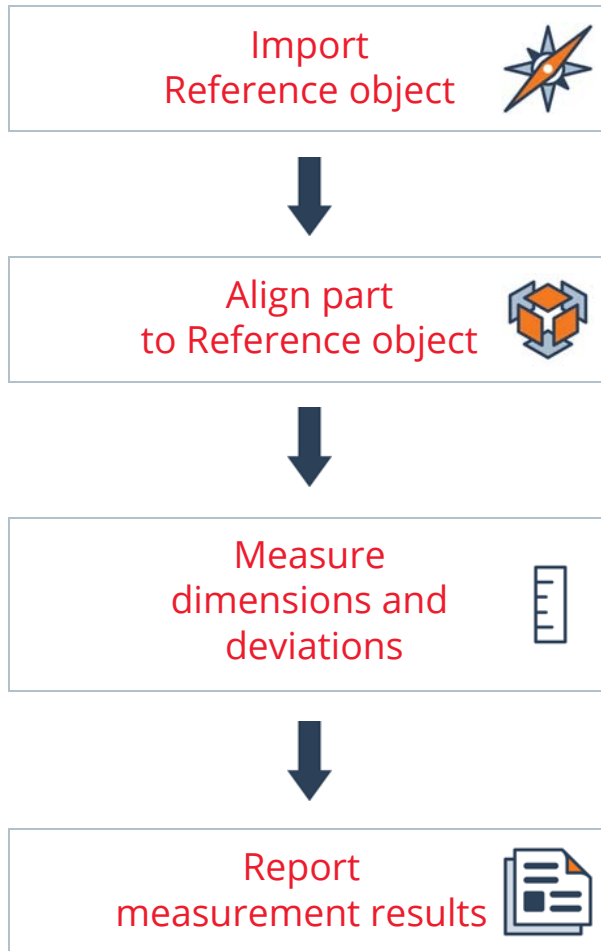 Import
Reference object
Align part
to Reference object
Measure
dimensions and
deviations
Report
measurement results